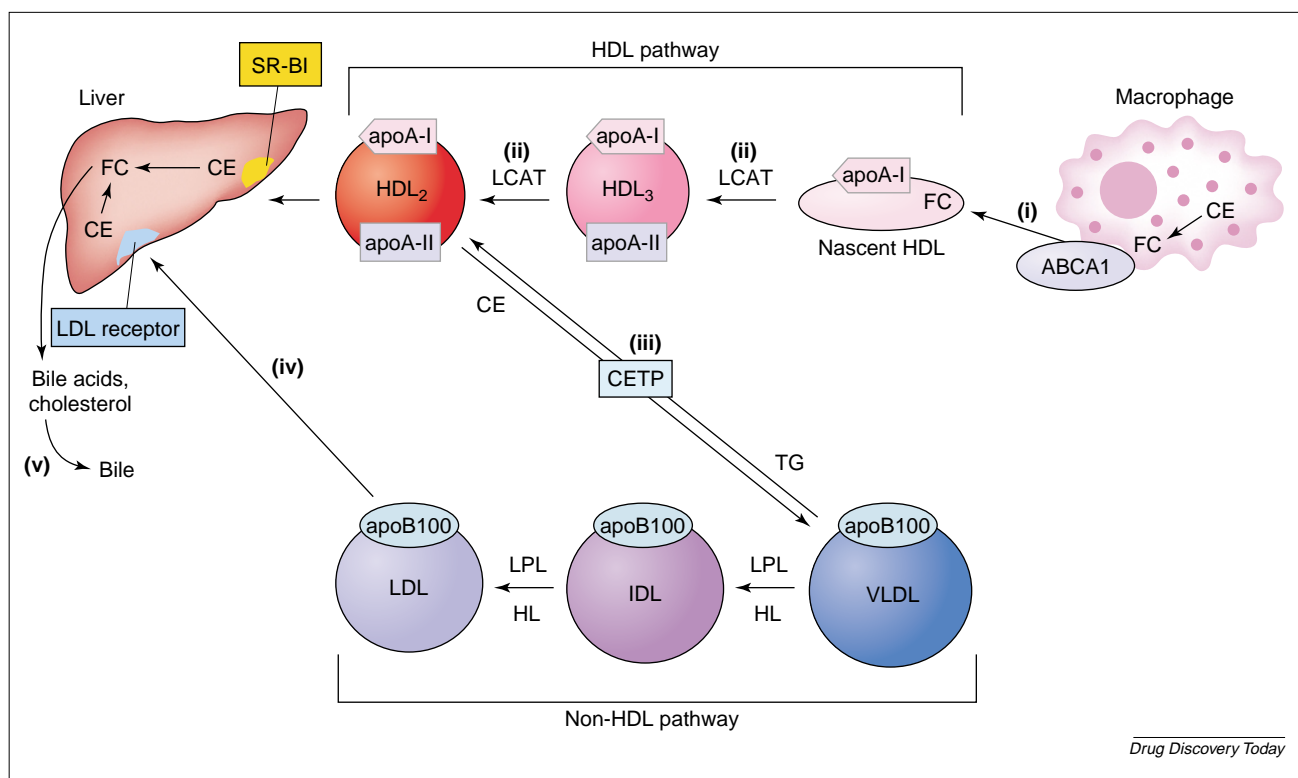 HDL pathway
SR-BI
Liver
Macrophage
apoA-I
apoA-I
(ii)
(ii)
apoA-I
FC
CE
HDL2
LCAT
HDL3
LCAT
FC
(i)
CE
CE
Nascent HDL
FC
apoA-II
apoA-II
ABCA1
LDL receptor
CE
(iii)
(iv)
CETP
Bile acids,
cholesterol
TG
(v)
Bile
apoB100
apoB100
apoB100
LPL
LPL
LDL
IDL
VLDL
HL
HL
Non-HDL pathway
Drug Discovery Today